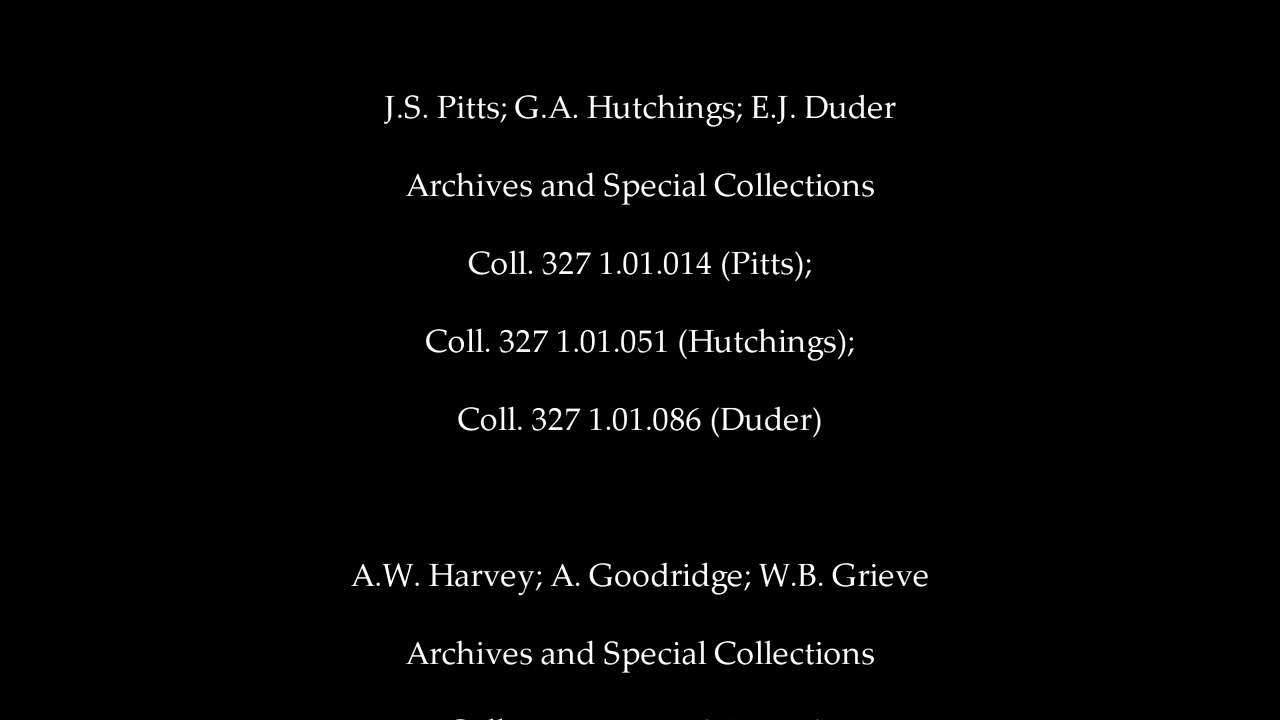 J.S. Pitts; G.A. Hutchings; E.J. Duder
Archives and Special Collections
Coll. 327 1.01.014 (Pitts);
Coll. 327 1.01.051 (Hutchings);
Coll. 327 1.01.086 (Duder)
A.W. Harvey; A. Goodridge; W.B. Grieve
Archives and Special Collections